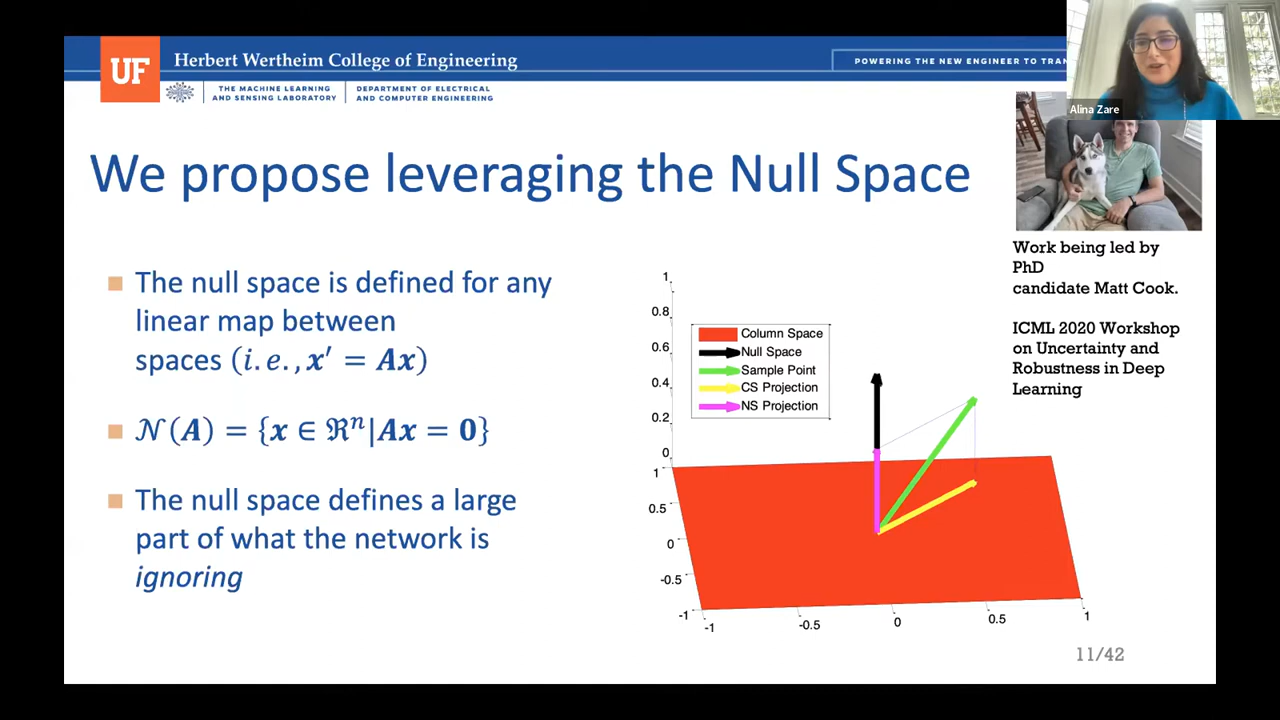 UF
Herbert Wertheim College of Engineering
POWERING THE NEW ENGINEER TO
THE MACHINE LEARNING
AND SENSING LABORATORY
DEPARTMENT OF ELECTRICAL
AND COMPUTER ENGINEERING
Alina Zare
We propose leveraging the Null Space
The null space is defined for any
linear map between
spaces (i.e., x′ = Ax)
𝒩(A) = {x ∈ ℜⁿ|Ax = 0}
The null space defines a large
part of what the network is
ignoring
1
0.8
0.6
0.4
0.2
0
1
0.5
0
-0.5
-1
-1
-0.5
0
0.5
1
Column Space
Null Space
Sample Point
CS Projection
NS Projection
Work being led by
PhD
candidate Matt Cook.
ICML 2020 Workshop
on Uncertainty and
Robustness in Deep
Learning
11/42